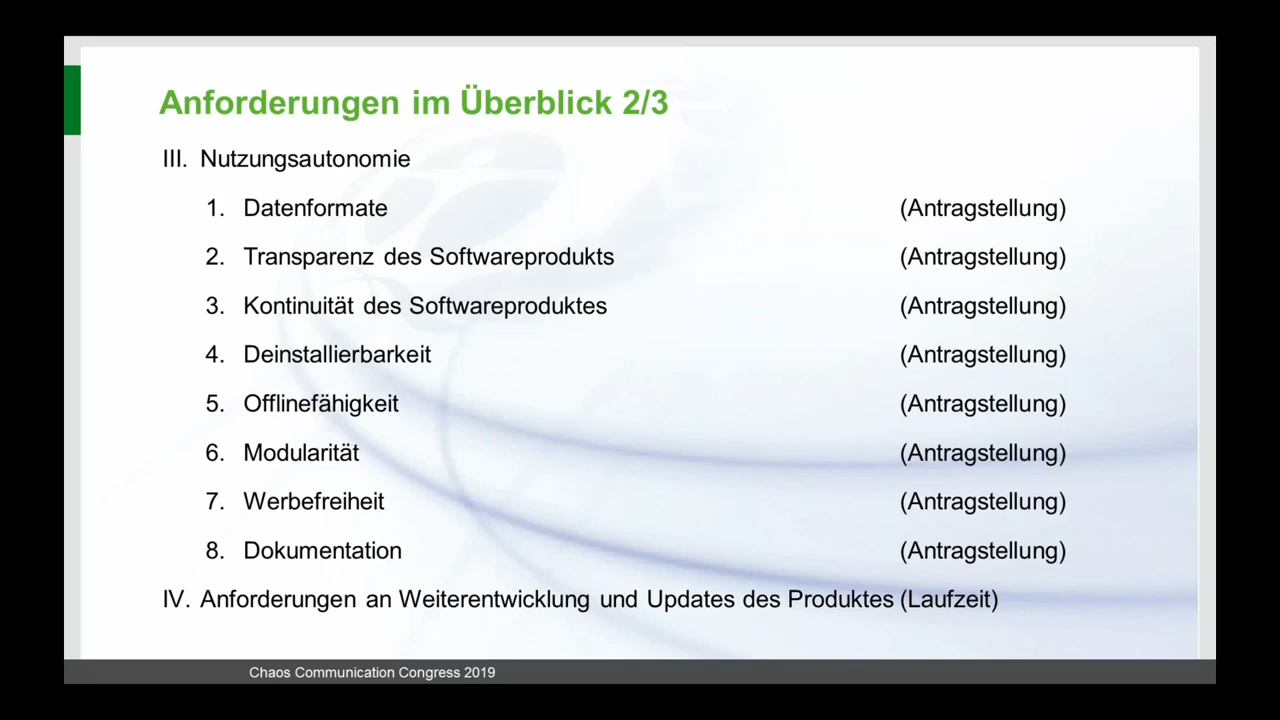 Anforderungen im Überblick 2/3
III. Nutzungsautonomie
1. Datenformate (Antragstellung)
2. Transparenz des Softwareprodukts (Antragstellung)
3. Kontinuität des Softwareproduktes (Antragstellung)
4. Deinstallierbarkeit (Antragstellung)
5. Offlinefähigkeit (Antragstellung)
6. Modularität (Antragstellung)
7. Werbefreiheit (Antragstellung)
8. Dokumentation (Antragstellung)
IV. Anforderungen an Weiterentwicklung und Updates des Produktes (Laufzeit)
Chaos Communication Congress 2019